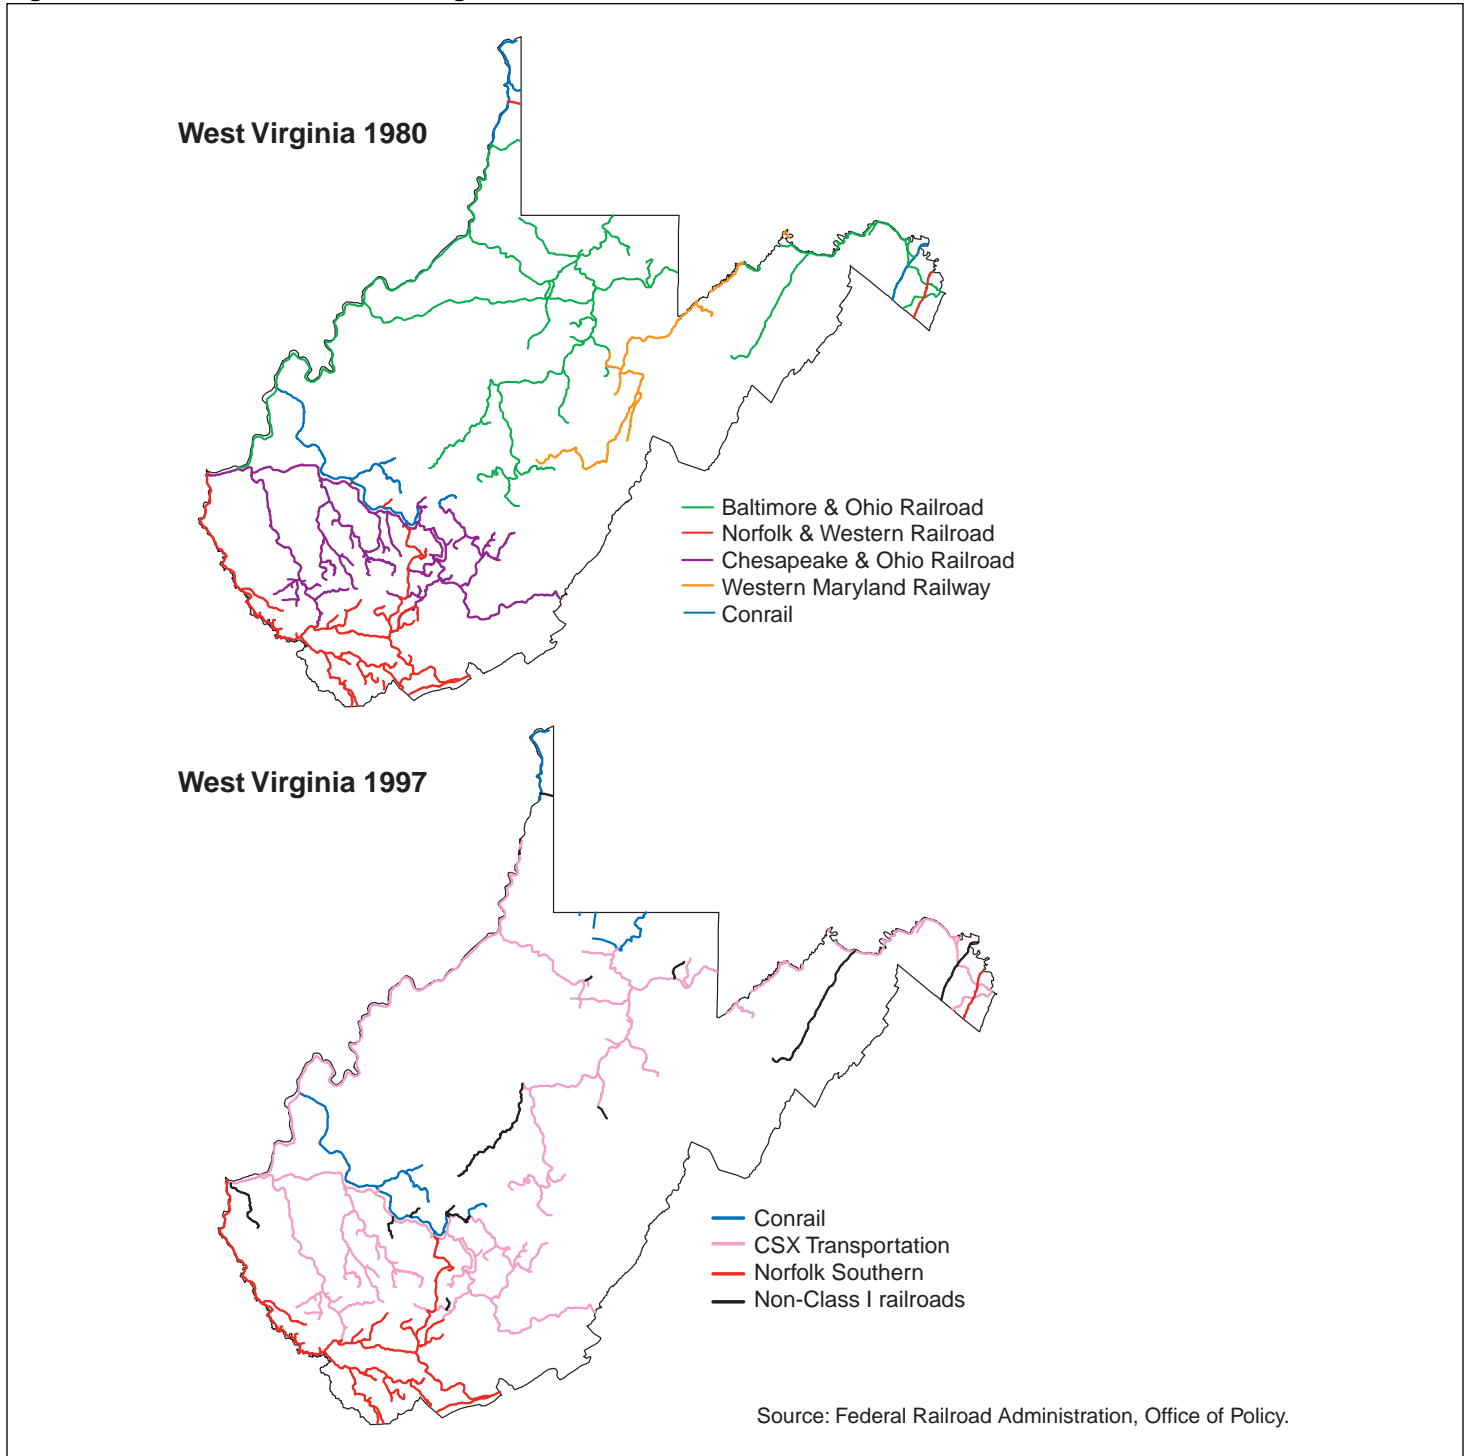 West Virginia 1980
Baltimore & Ohio Railroad
Norfolk & Western Railroad
Chesapeake & Ohio Railroad
Western Maryland Railway
Conrail
West Virginia 1997
Conrail
CSX Transportation
Norfolk Southern
Non-Class I railroads
Source: Federal Railroad Administration, Office of Policy.